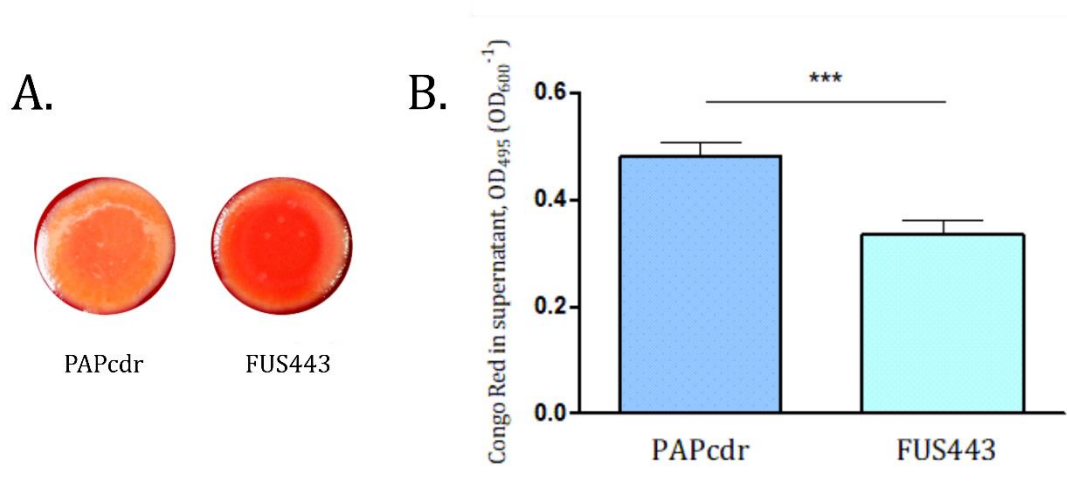 A.
PAPcdr
FUS443
B.
Congo Red in supernatant, OD₄₉₅ (OD₆₀₀⁻¹)
0.6
0.4
0.2
0.0
***
PAPcdr
FUS443